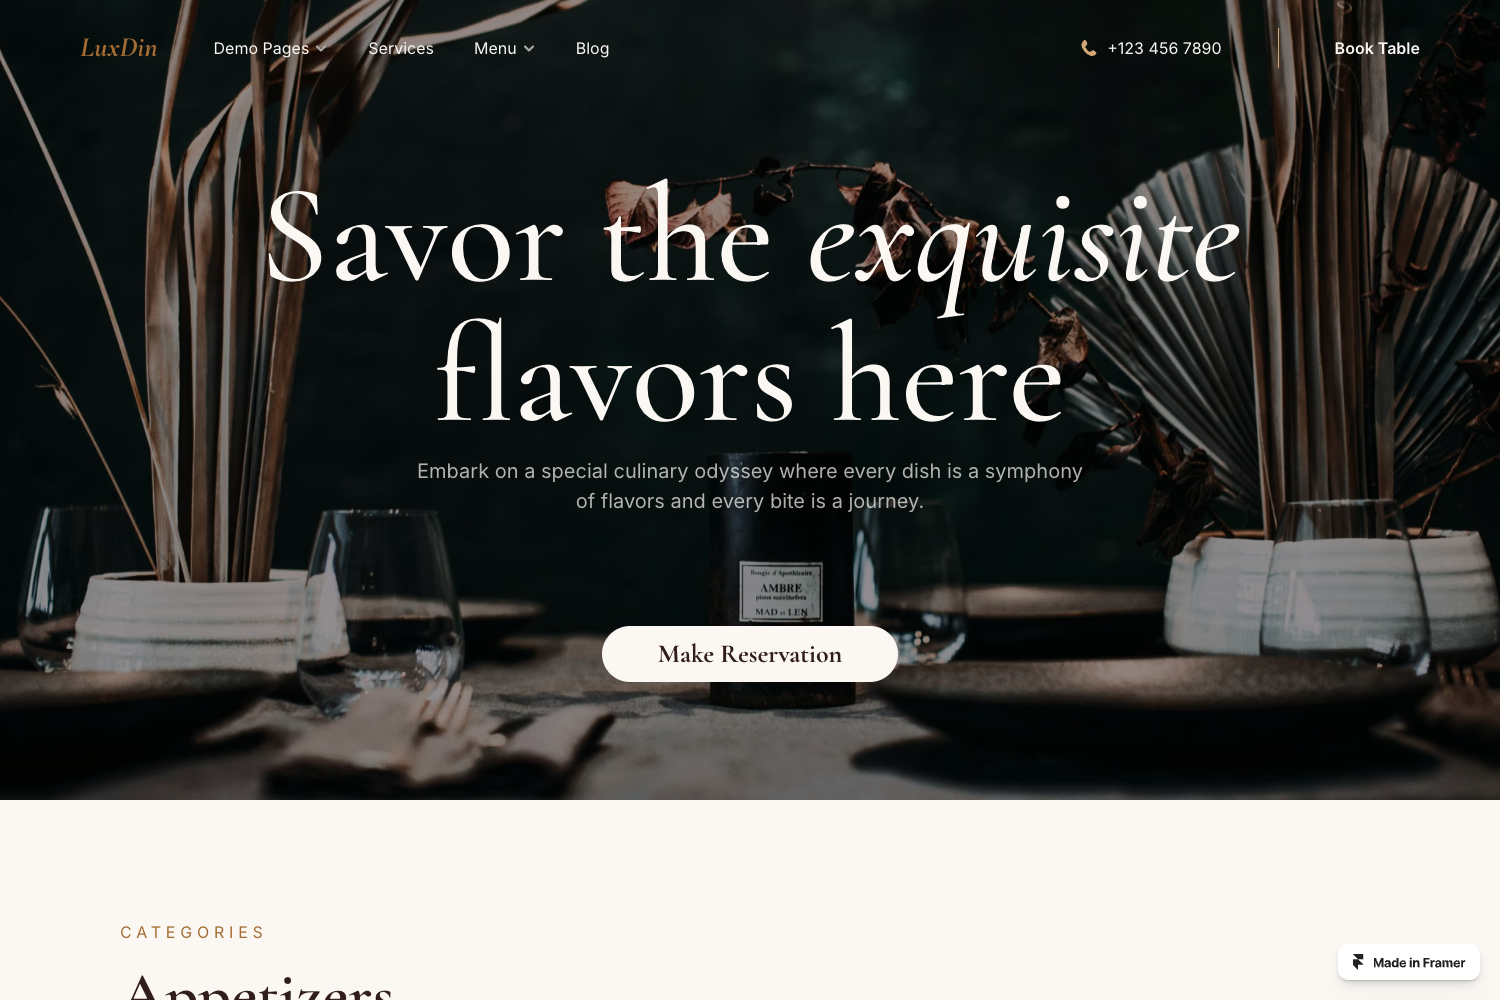 LuxDin
Demo Pages
Services
Menu
Blog
+123 456 7890
Book Table
Savor the exquisite
flavors here
Embark on a special culinary odyssey where every dish is a symphony
of flavors and every bite is a journey.
Bougie d'Apothicaire
AMBRE
MAD et LEN
Make Reservation
CATEGORIES
Appetizers
Made in Framer